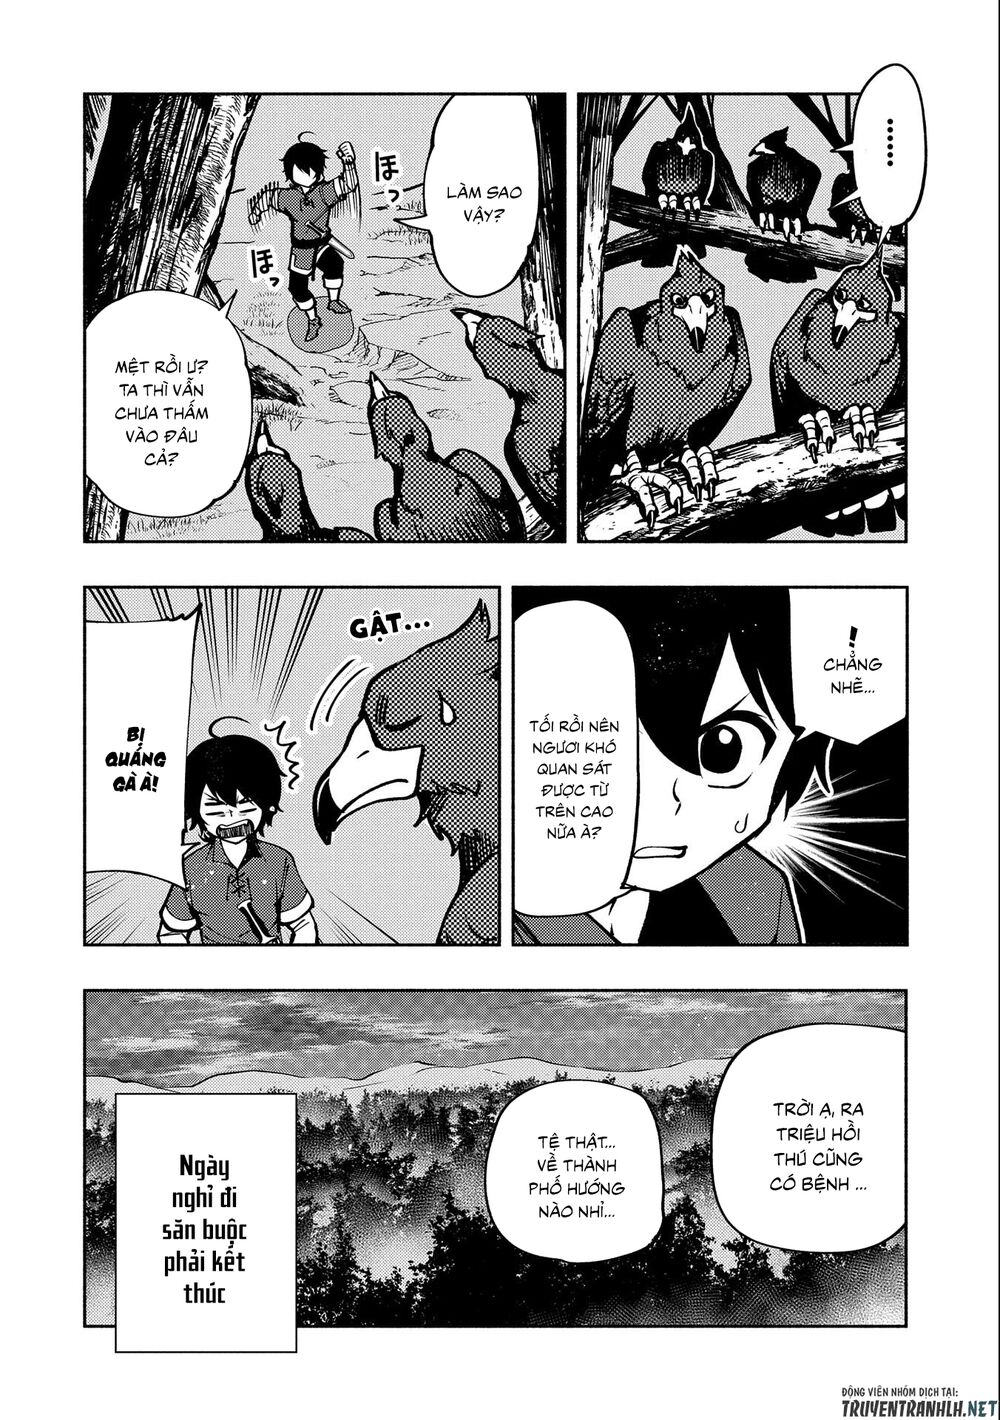 .......
LÀM SAO
VẬY?
ほっ
ほっ
MỆT RỒI Ư?
TA THÌ VẪN
CHƯA THẤM
VÀO ĐÂU
CẢ?
!
CHẲNG
NHẼ...
TỐI RỒI NÊN
NGƯƠI KHÓ
QUAN SÁT
ĐƯỢC TỪ
TRÊN CAO
NỮA À?
GẬT...
BỊ
QUÁNG
GÀ À!
TRỜI Ạ, RA
TRIỆU HỒI
THÚ CŨNG
CÓ BỆNH ...
TỆ THẬT...
VỀ THÀNH
PHỐ HƯỚNG
NÀO NHỈ...
Ngày
nghỉ đi
săn buộc
phải kết
thúc
ĐỘNG VIÊN NHÓM DỊCH TẠI:
TRUYENTRANHLH.NET